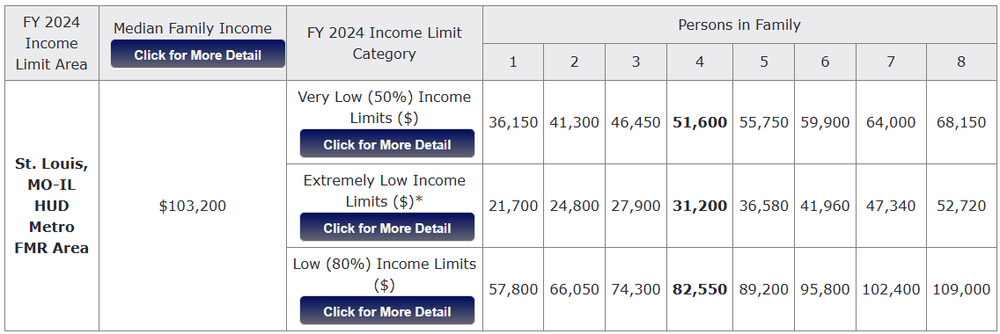 FY 2024
Income
Limit Area
Median Family Income
Click for More Detail
FY 2024 Income Limit
Category
Persons in Family
1 2 3 4 5 6 7 8
St. Louis,
MO-IL
HUD
Metro
FMR Area
$103,200
Very Low (50%) Income
Limits ($)
Click for More Detail
36,150 41,300 46,450 51,600 55,750 59,900 64,000 68,150
Extremely Low Income
Limits ($)*
Click for More Detail
21,700 24,800 27,900 31,200 36,580 41,960 47,340 52,720
Low (80%) Income Limits
($)
Click for More Detail
57,800 66,050 74,300 82,550 89,200 95,800 102,400 109,000